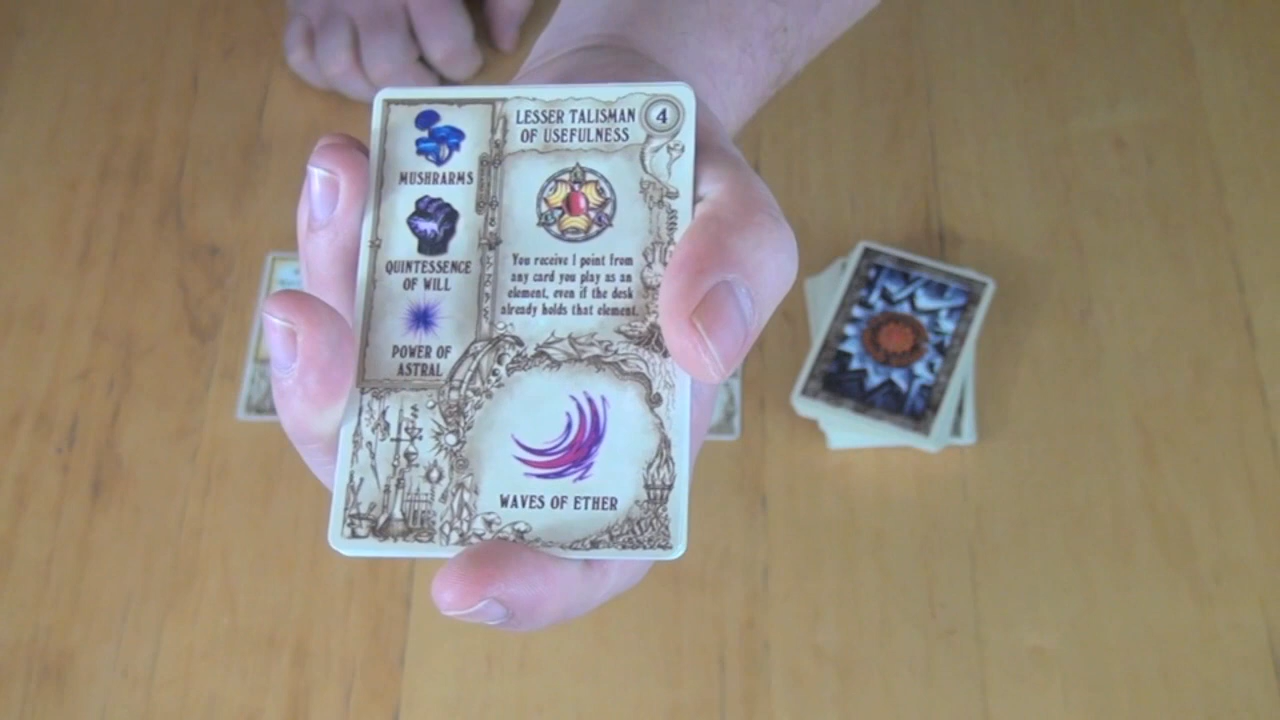 MUSHRARMS
QUINTESSENCE
OF WILL
POWER OF
ASTRAL
LESSER TALISMAN
OF USEFULNESS
4
You receive 1 point from
any card you play as an
element, even if the desk
already holds that element.
WAVES OF ETHER